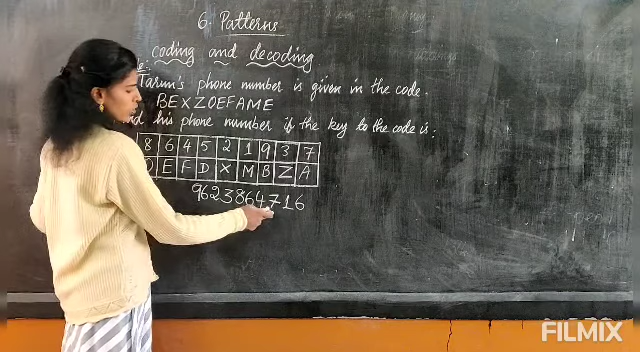 6. Patterns
coding and decoding
Tarun's phone number is given in the code.
BEXZOEFAME
his phone number if the key to the code is:
8 6 4 5 2 1 9 3 7
O E F D X M B Z A
9623864716
FILMIX